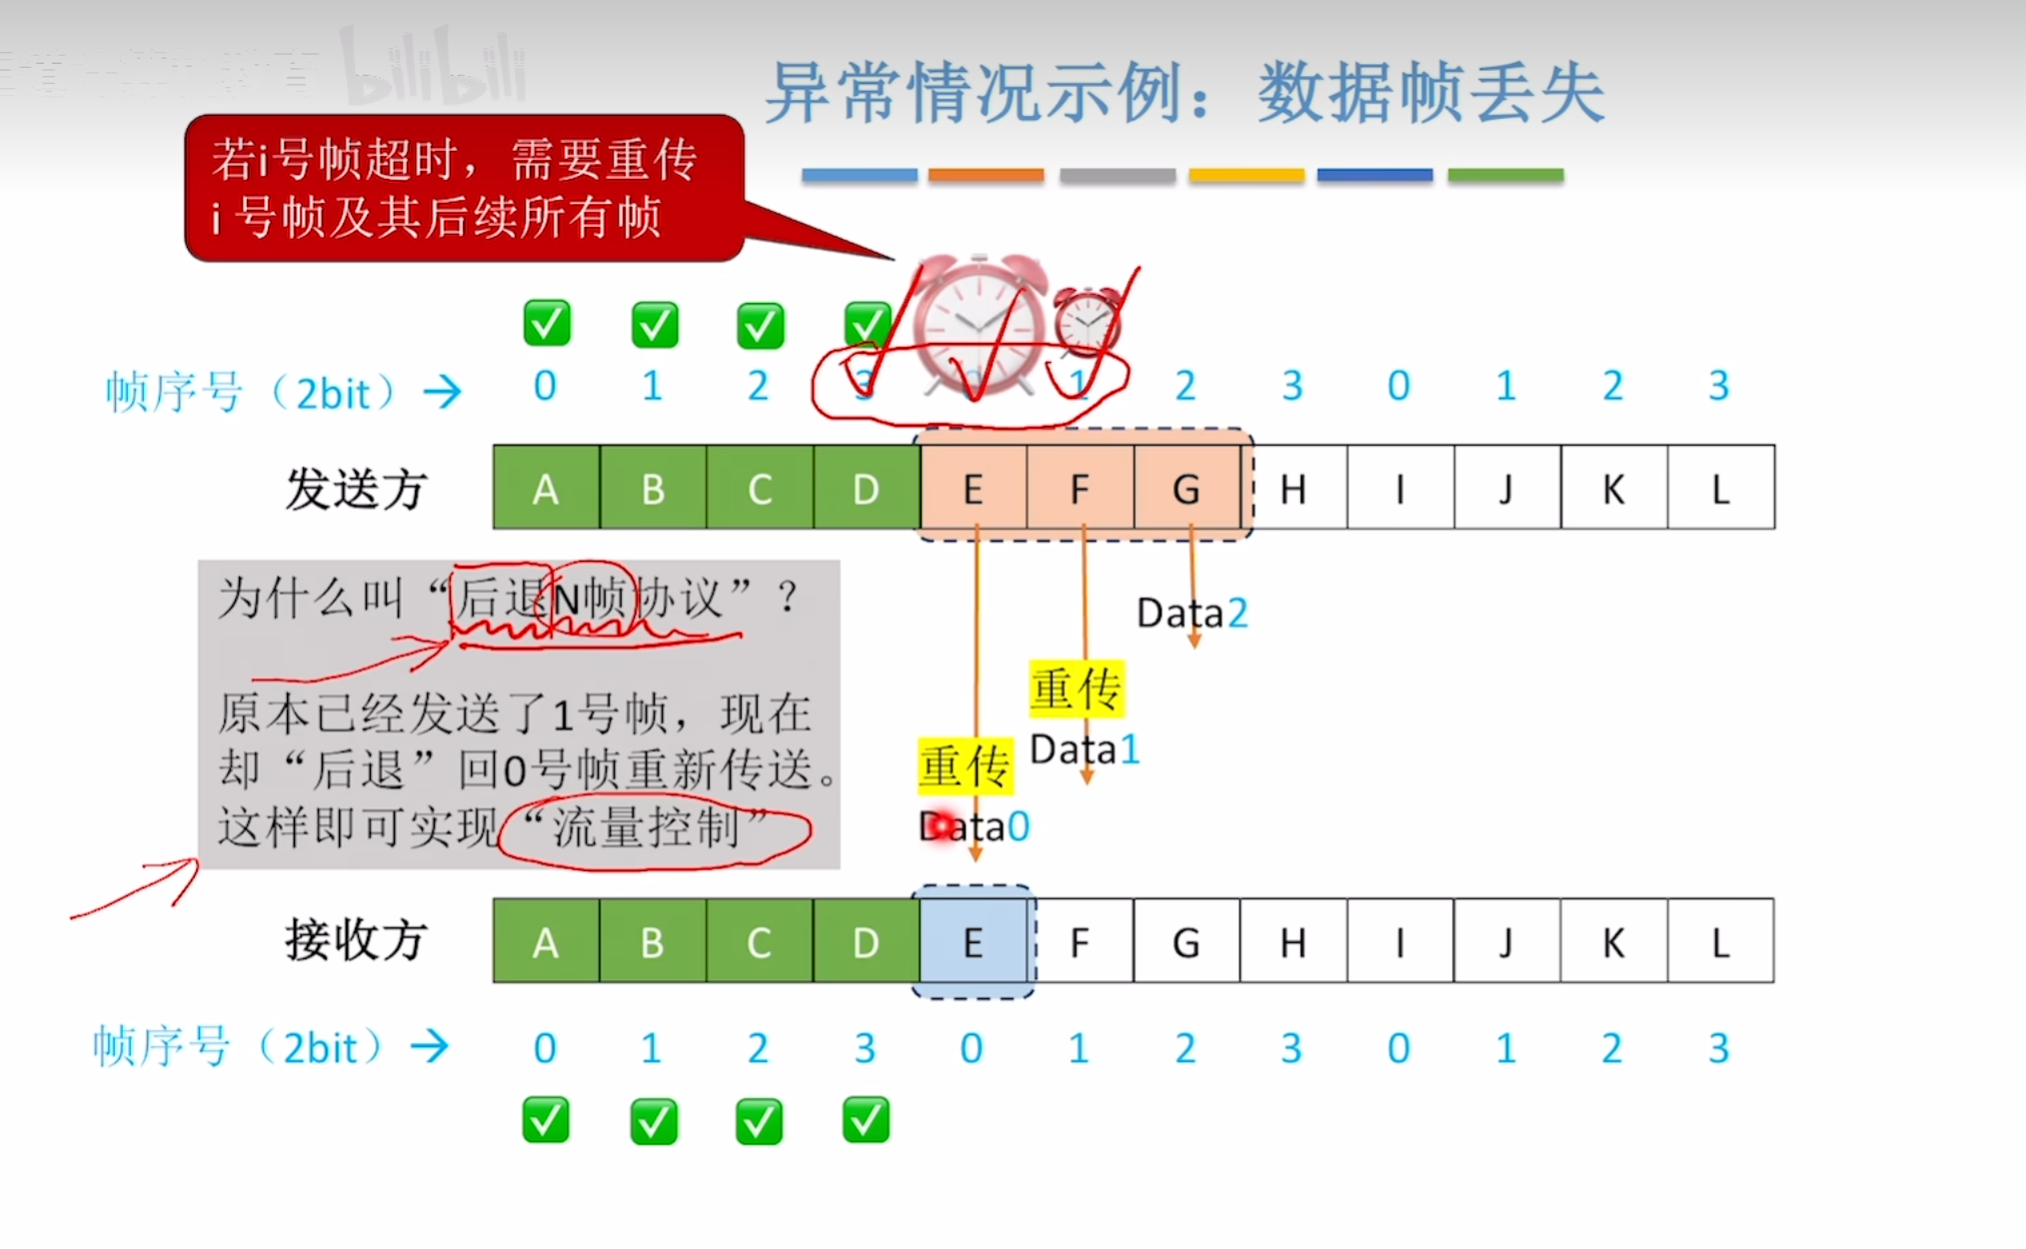 bilibili
异常情况示例：数据帧丢失
若i号帧超时，需要重传
i 号帧及其后续所有帧
帧序号（2bit）→ 0 1 2 3 0 1 2 3 0 1 2 3
发送方 A B C D E F G H I J K L
为什么叫“后退N帧协议”？
Data2
重传
原本已经发送了1号帧，现在
Data1
却“后退”回0号帧重新传送。
重传
这样即可实现“流量控制”
Data0
接收方 A B C D E F G H I J K L
帧序号（2bit）→ 0 1 2 3 0 1 2 3 0 1 2 3